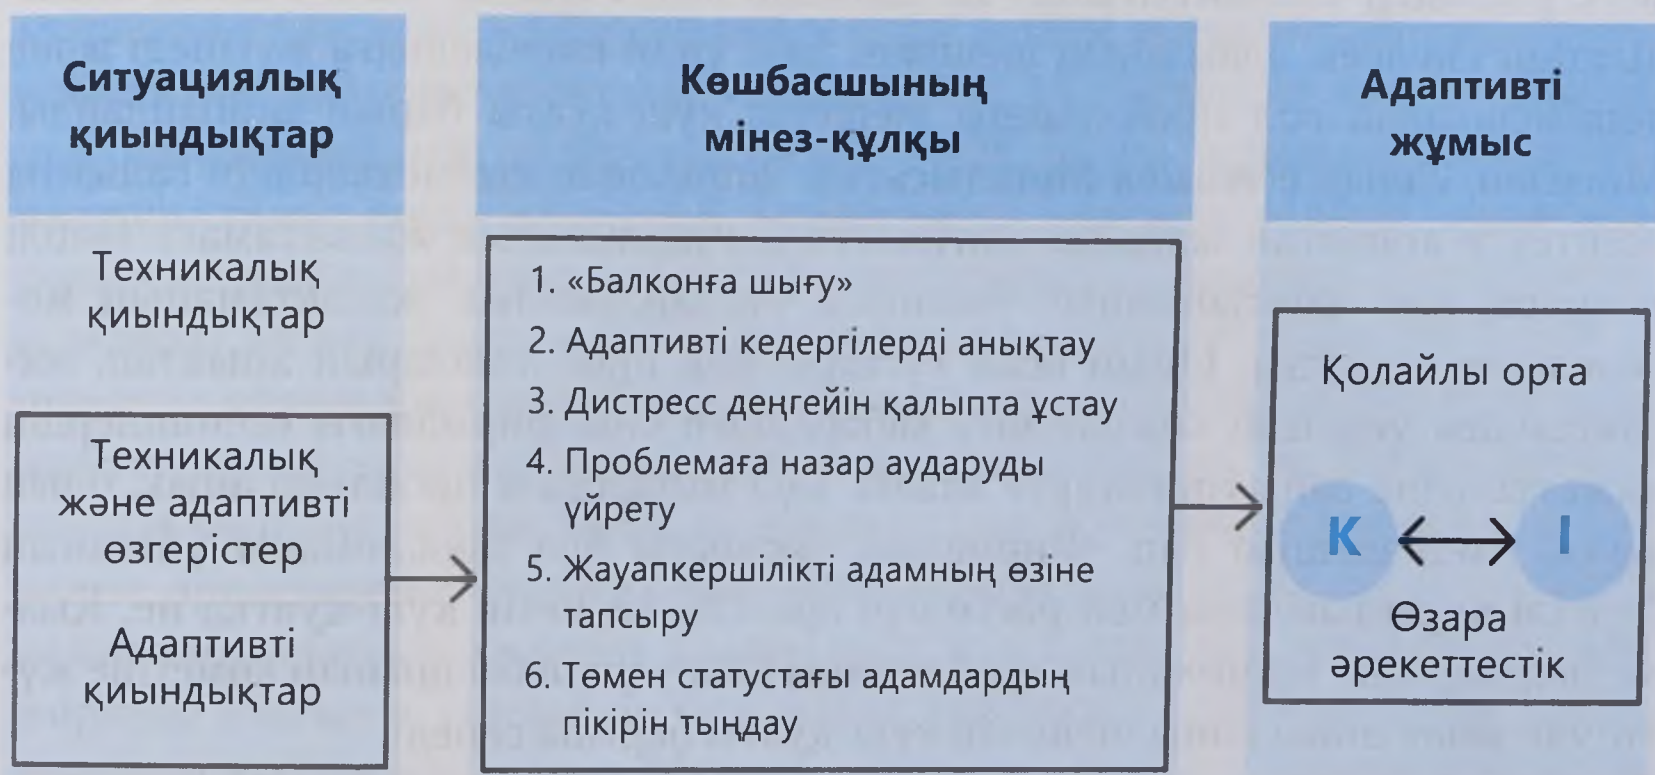 Ситуациялық
қиындықтар
Көшбасшының
мінез-құлқы
Адаптивті
жұмыс
Техникалық
қиындықтар
Техникалық
және адаптивті
өзгерістер
Адаптивті
қиындықтар
1. «Балконға шығу»
2. Адаптивті кедергілерді анықтау
3. Дистресс деңгейін қалыпта ұстау
4. Проблемаға назар аударуды
үйрету
5. Жауапкершілікті адамның өзіне
тапсыру
6. Төмен статустағы адамдардың
пікірін тыңдау
Қолайлы орта
К І
Өзара
әрекеттестік